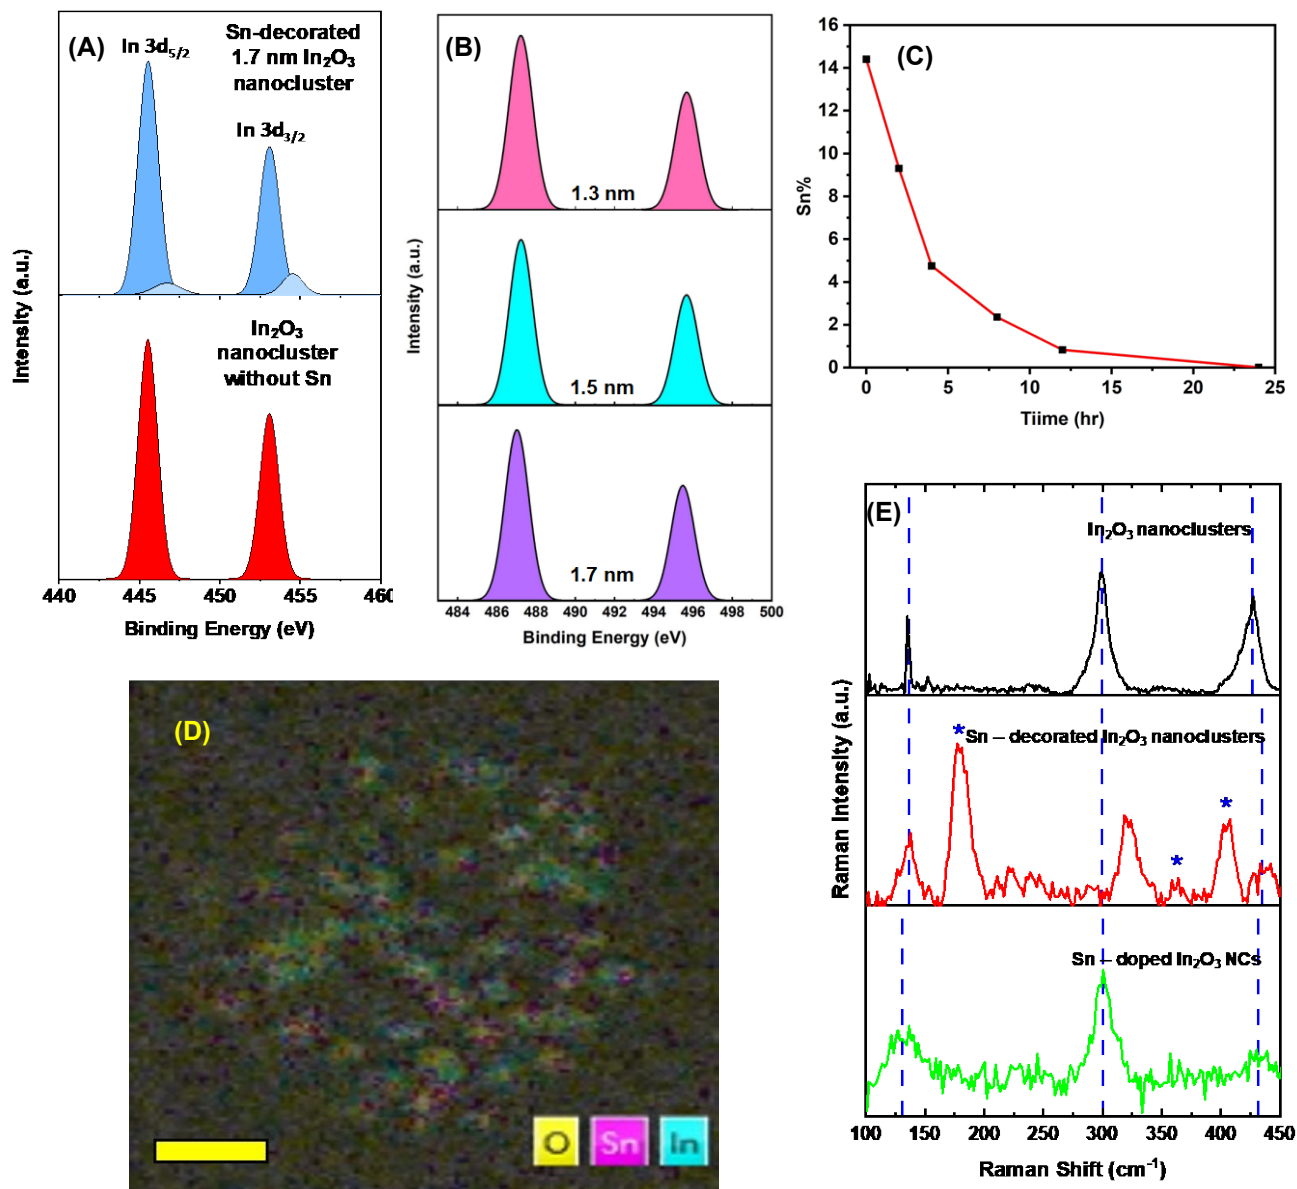 (A)
In 3d5/2
Sn-decorated
1.7 nm In2O3
nanocluster
In 3d3/2
In2O3
nanocluster
without Sn
Intensity (a.u.)
440 445 450 455 460
Binding Energy (eV)
(B)
1.3 nm
1.5 nm
1.7 nm
Intensity (a.u.)
484 486 488 490 492 494 496 498 500
Binding Energy (eV)
(C)
16
14
12
10
8
6
4
2
0
Sn%
0 5 10 15 20 25
Tiime (hr)
(D)
O Sn In
(E)
In2O3 nanoclusters
* Sn – decorated In2O3 nanoclusters
*
*
Sn – doped In2O3 NCs
Raman Intensity (a.u.)
100 150 200 250 300 350 400 450
Raman Shift (cm-1)